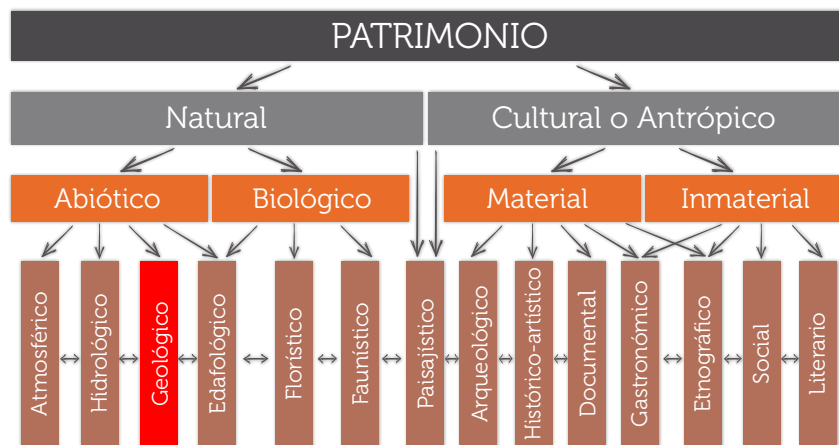 PATRIMONIO
Natural
Cultural o Antrópico
Abiótico
Biológico
Material
Inmaterial
Atmosférico
Hidrológico
Geológico
Edafológico
Florístico
Faunístico
Paisajístico
Arqueológico
Histórico-artístico
Documental
Gastronómico
Etnográfico
Social
Literario